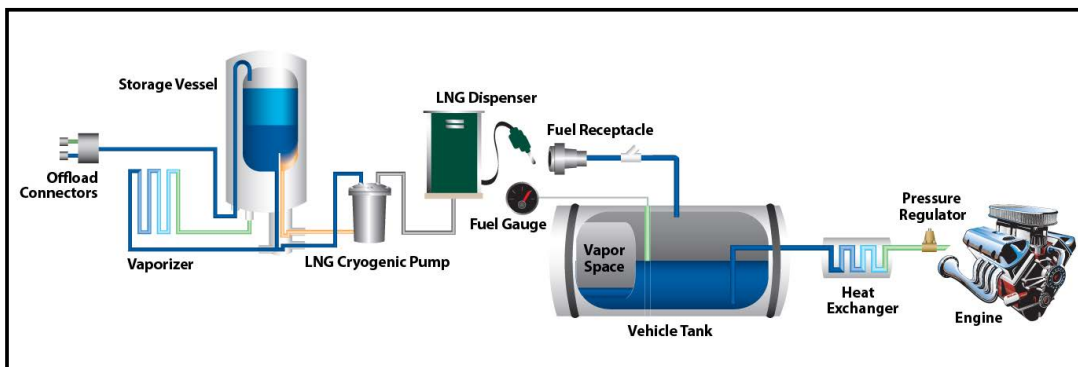 Storage Vessel
Offload
Connectors
Vaporizer
LNG Cryogenic Pump
LNG Dispenser
Fuel Receptacle
Fuel Gauge
Vapor
Space
Vehicle Tank
Pressure
Regulator
Heat
Exchanger
Engine